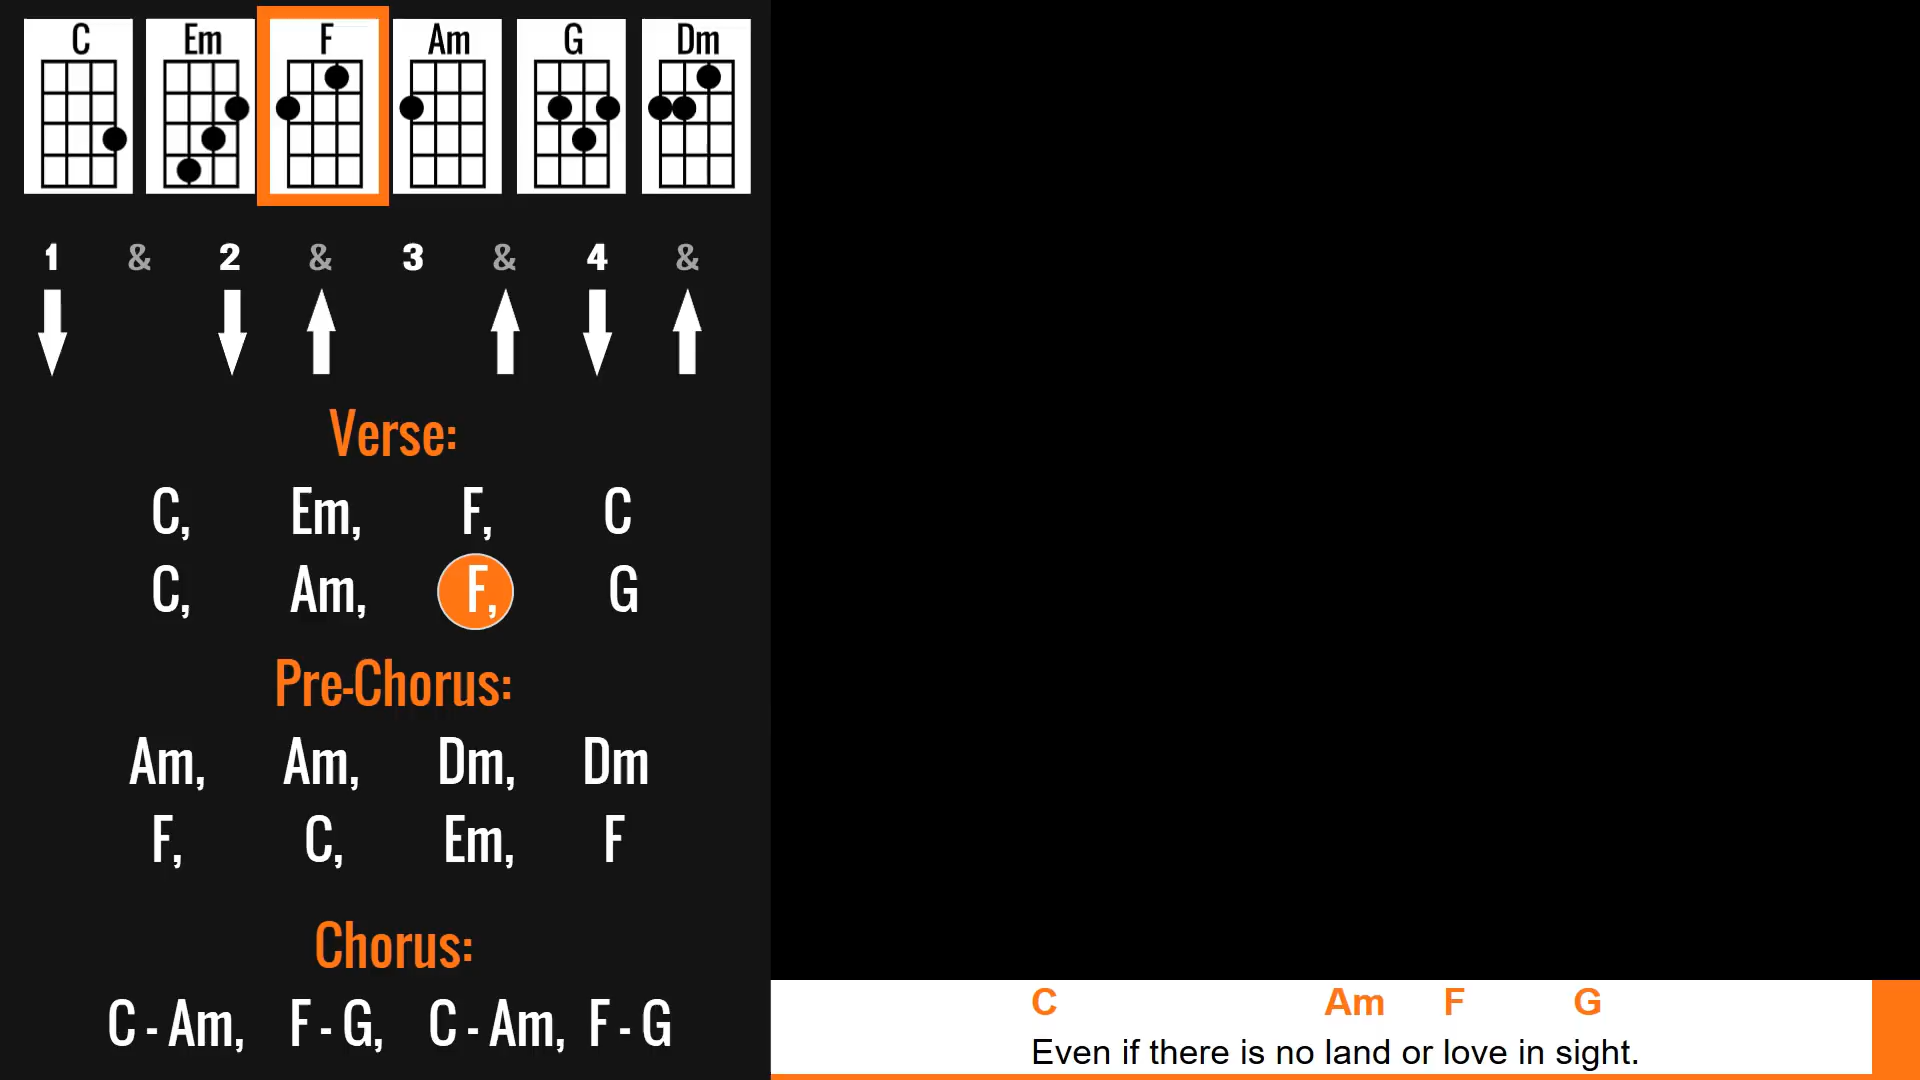 C Em F Am G Dm
1 & 2 & 3 & 4 &
Verse:
C, Em, F, C
C, Am, F, G
Pre-Chorus:
Am, Am, Dm, Dm
F, C, Em, F
Chorus:
C - Am, F - G, C - Am, F - G
C Am F G
Even if there is no land or love in sight.